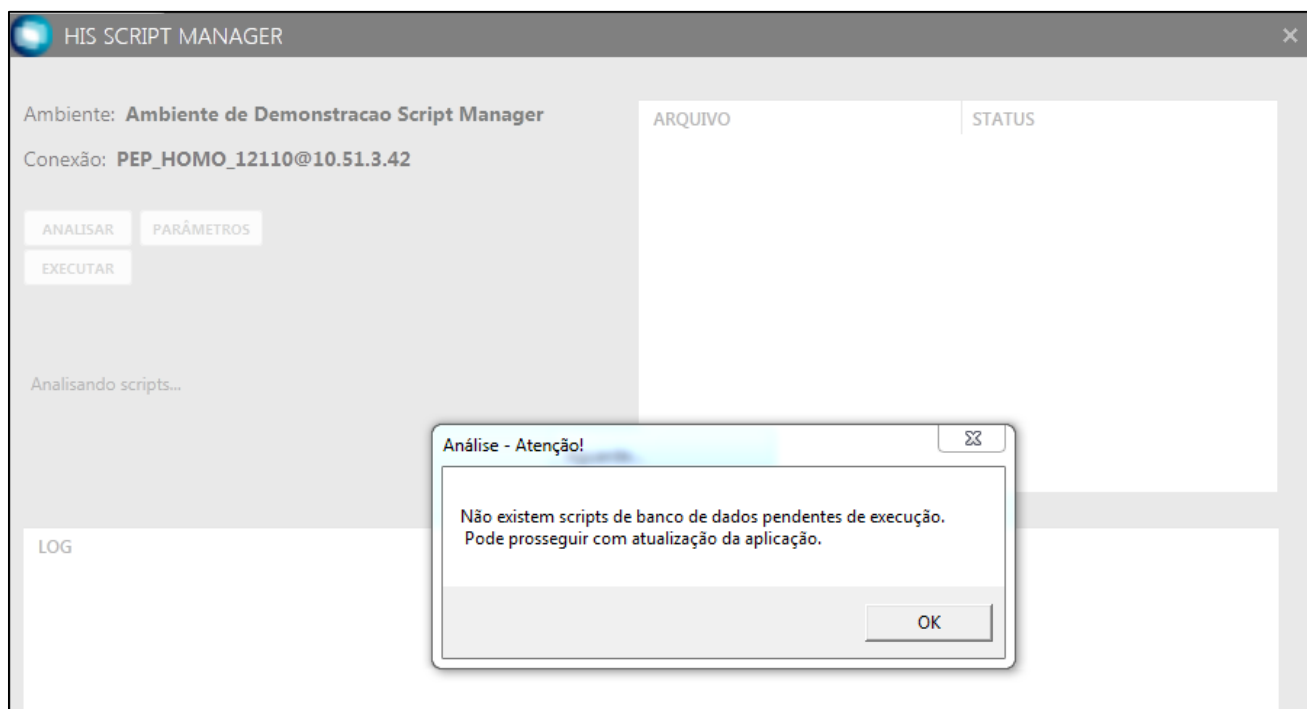 HIS SCRIPT MANAGER
Ambiente: Ambiente de Demonstracao Script Manager
Conexão: PEP_HOMO_12110@10.51.3.42
ARQUIVO
STATUS
ANALISAR
PARÂMETROS
EXECUTAR
Analisando scripts...
Análise - Atenção!
Não existem scripts de banco de dados pendentes de execução.
Pode prosseguir com atualização da aplicação.
OK
LOG